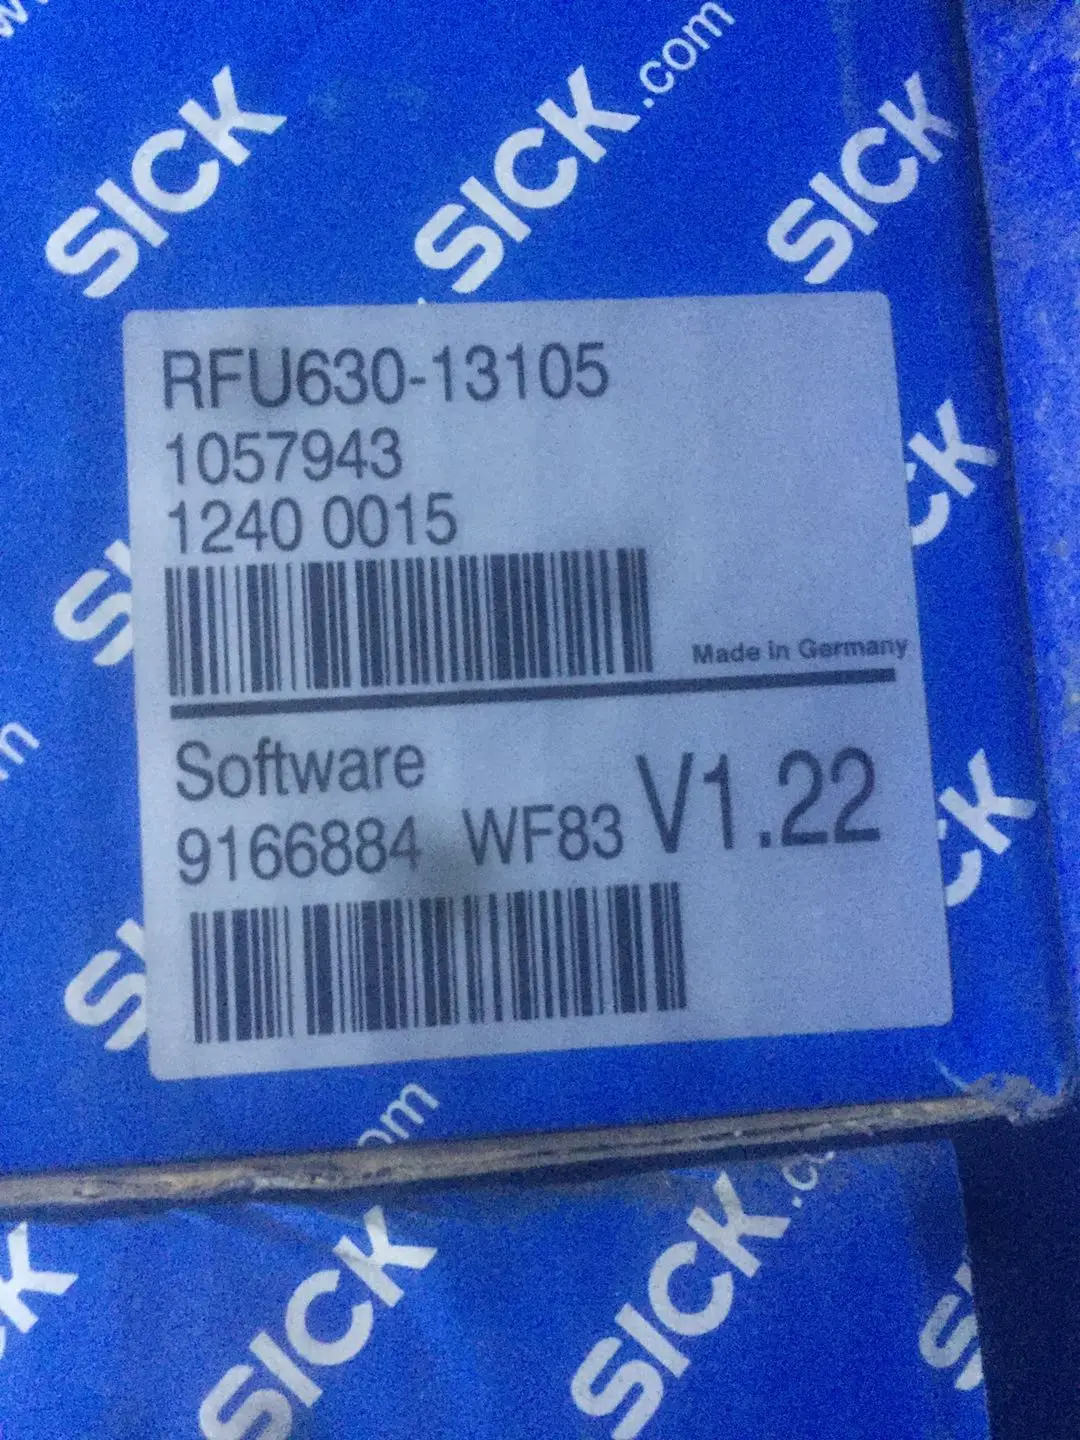 SICK
SICK.com
SICK
RFU630-13105
1057943
1240 0015
Made in Germany
Software
9166884 WF83 V1.22
SICK
SICK